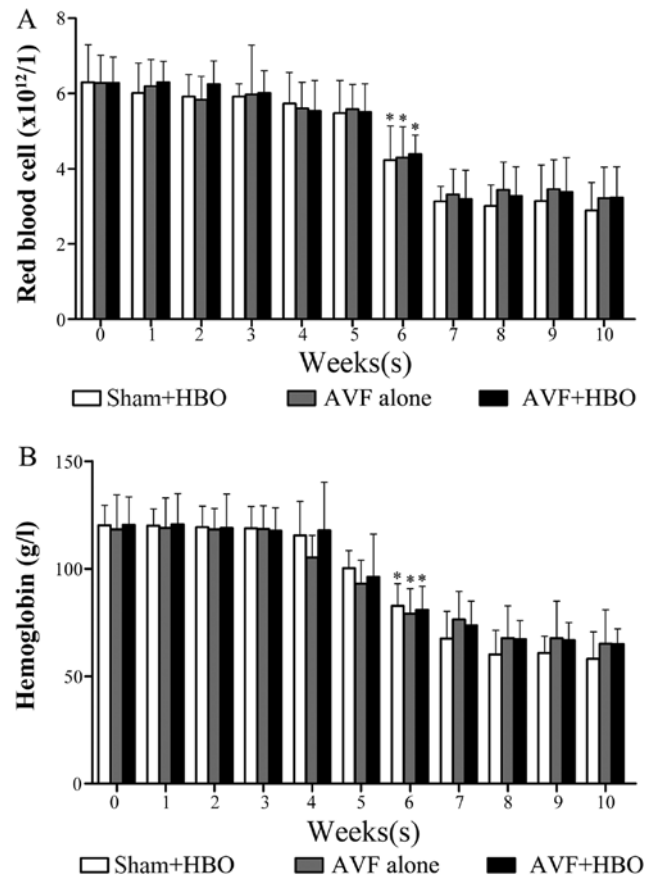 A
Red blood cell (x10¹²/1)
8
6
4
2
0
* * *
0 1 2 3 4 5 6 7 8 9 10
Weeks(s)
Sham+HBO AVF alone AVF+HBO
B
Hemoglobin (g/l)
150
100
50
0
* * *
0 1 2 3 4 5 6 7 8 9 10
Weeks(s)
Sham+HBO AVF alone AVF+HBO